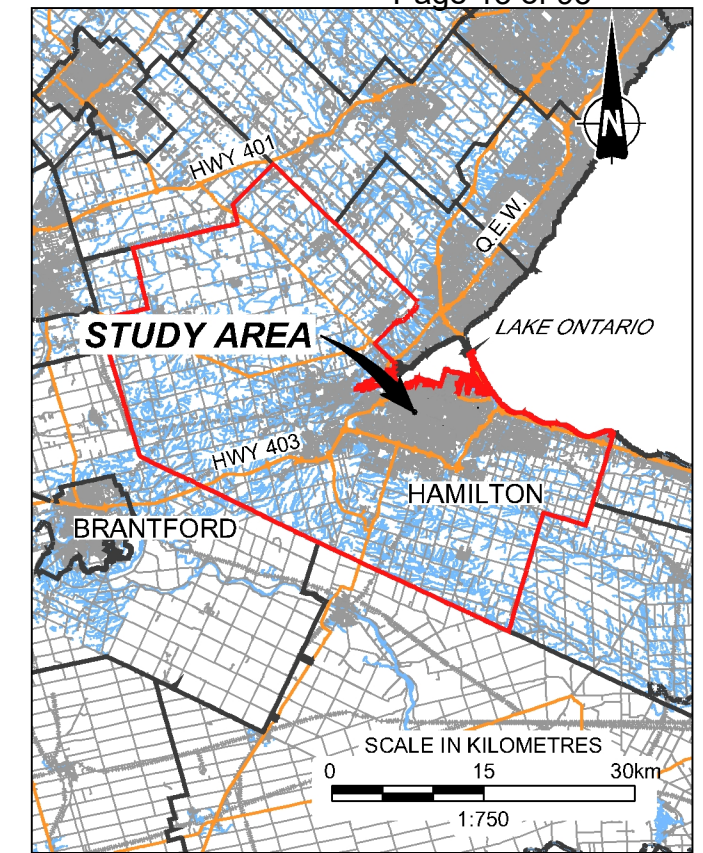 HWY 401
N
Q.E.W.
LAKE ONTARIO
STUDY AREA
HWY 403
HAMILTON
BRANTFORD
SCALE IN KILOMETRES
0 15 30km
1:750